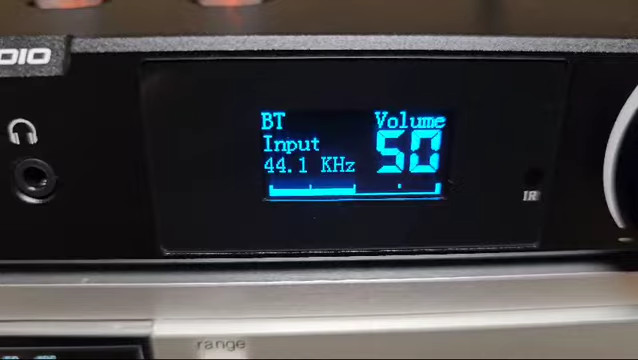 DIO
BT
Volume
Input
50
44.1 KHz
IR
range